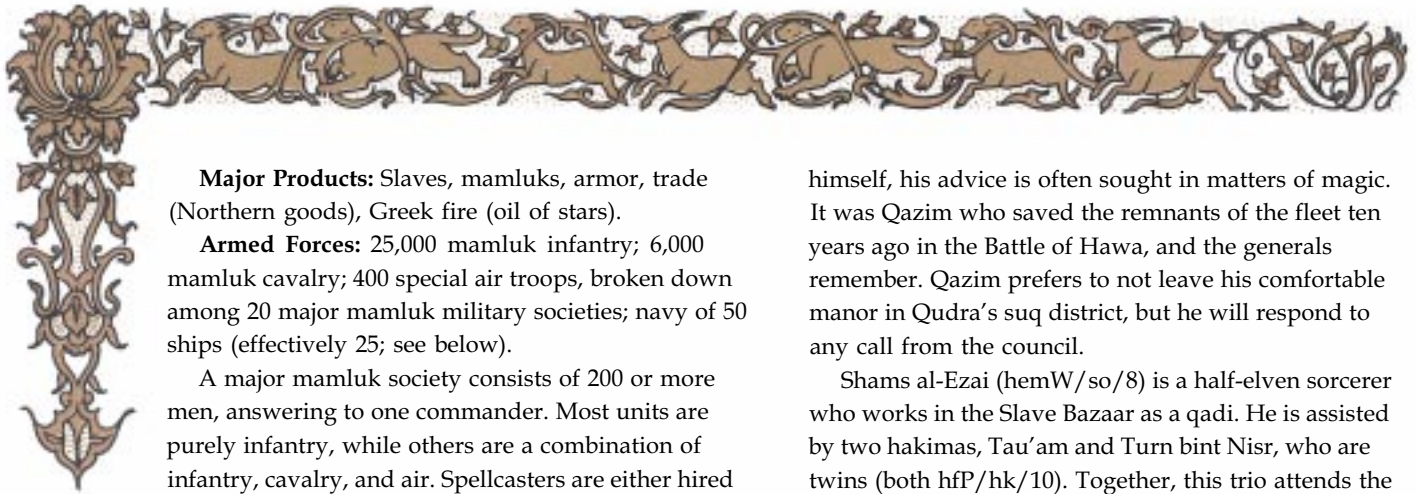 Major Products: Slaves, mamluks, armor, trade
(Northern goods), Greek fire (oil of stars).
Armed Forces: 25,000 mamluk infantry; 6,000
mamluk cavalry; 400 special air troops, broken down
among 20 major mamluk military societies; navy of 50
ships (effectively 25; see below).
A major mamluk society consists of 200 or more
men, answering to one commander. Most units are
purely infantry, while others are a combination of
infantry, cavalry, and air. Spellcasters are either hired
himself, his advice is often sought in matters of magic.
It was Qazim who saved the remnants of the fleet ten
years ago in the Battle of Hawa, and the generals
remember. Qazim prefers to not leave his comfortable
manor in Qudra’s suq district, but he will respond to
any call from the council.
Shams al-Ezai (hemW/so/8) is a half-elven sorcerer
who works in the Slave Bazaar as a qadi. He is assisted
by two hakimas, Tau’am and Turn bint Nisr, who are
twins (both hfP/hk/10). Together, this trio attends the